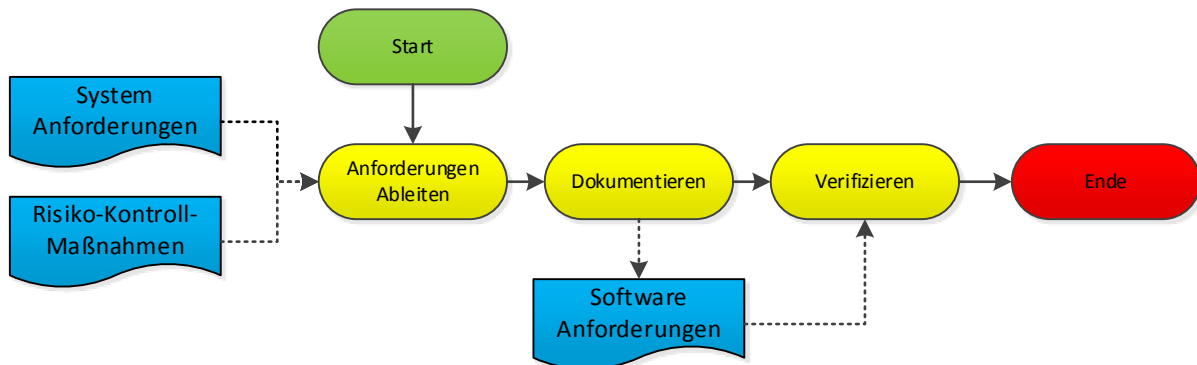 Start
System
Anforderungen
Risiko-Kontroll-
Maßnahmen
Anforderungen
Ableiten
Dokumentieren
Verifizieren
Ende
Software
Anforderungen